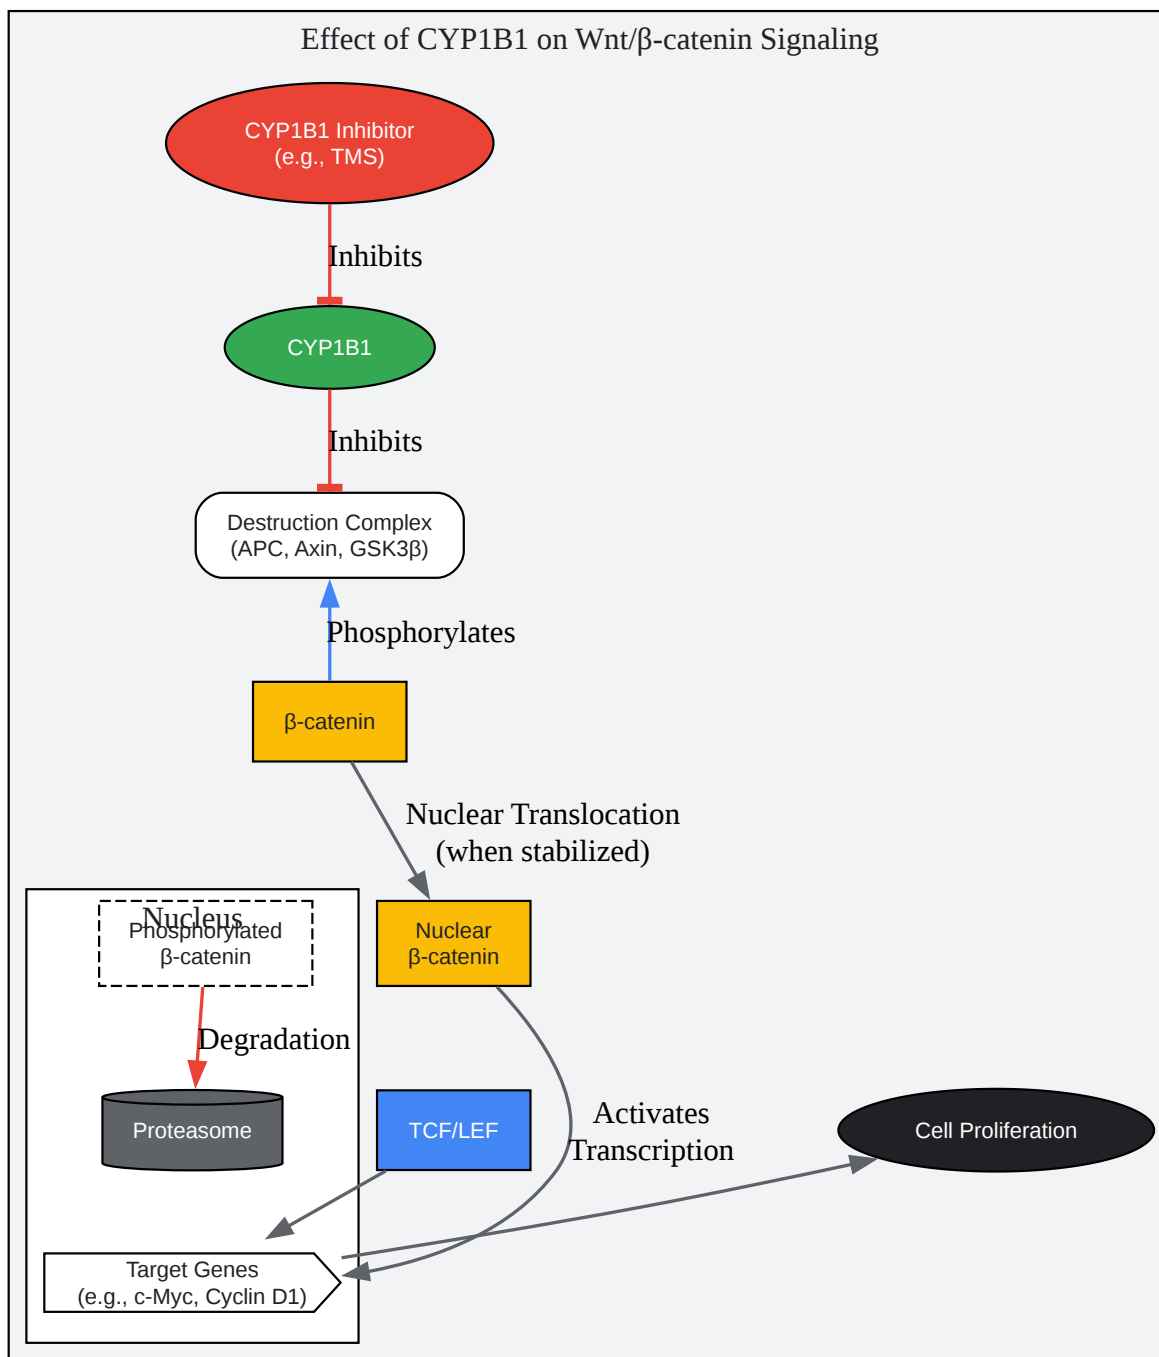 Effect of CYP1B1 on Wnt/β-catenin Signaling
CYP1B1 Inhibitor
(e.g., TMS)
Inhibits
CYP1B1
Inhibits
Destruction Complex
(APC, Axin, GSK3β)
Phosphorylates
β-catenin
Nuclear Translocation
(when stabilized)
Nucleus
Phosphorylated
β-catenin
Nuclear
β-catenin
Degradation
Proteasome
TCF/LEF
Activates
Transcription
Cell Proliferation
Target Genes
(e.g., c-Myc, Cyclin D1)